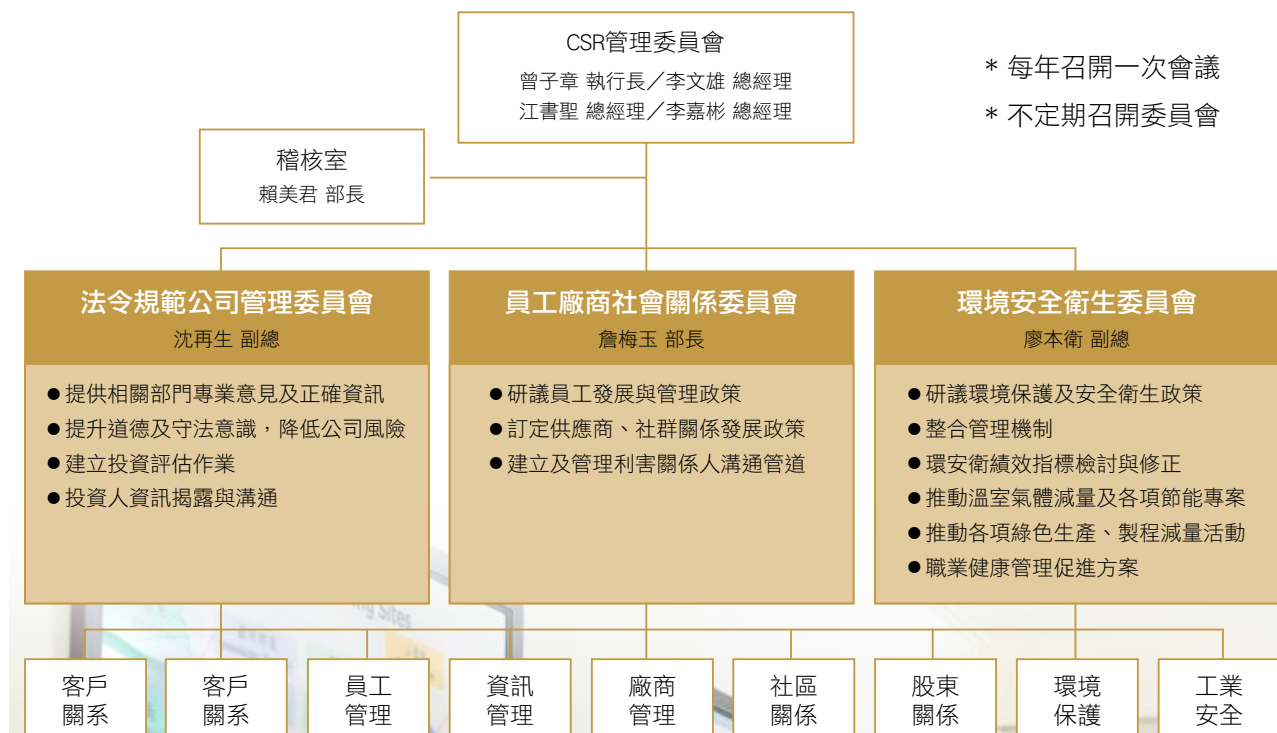 CSR管理委員會
曾子章 執行長／李文雄 總經理
江書聖 總經理／李嘉彬 總經理
* 每年召開一次會議
* 不定期召開委員會
稽核室
賴美君 部長
法令規範公司管理委員會
沈再生 副總
●提供相關部門專業意見及正確資訊
●提升道德及守法意識，降低公司風險
●建立投資評估作業
●投資人資訊揭露與溝通
員工廠商社會關係委員會
詹梅玉 部長
●研議員工發展與管理政策
●訂定供應商、社群關係發展政策
●建立及管理利害關係人溝通管道
環境安全衛生委員會
廖本衛 副總
●研議環境保護及安全衛生政策
●整合管理機制
●環安衛績效指標檢討與修正
●推動溫室氣體減量及各項節能專案
●推動各項綠色生產、製程減量活動
●職業健康管理促進方案
ing Sites
客戶
關系
客戶
關系
員工
管理
資訊
管理
廠商
管理
社區
關係
股東
關係
環境
保護
工業
安全